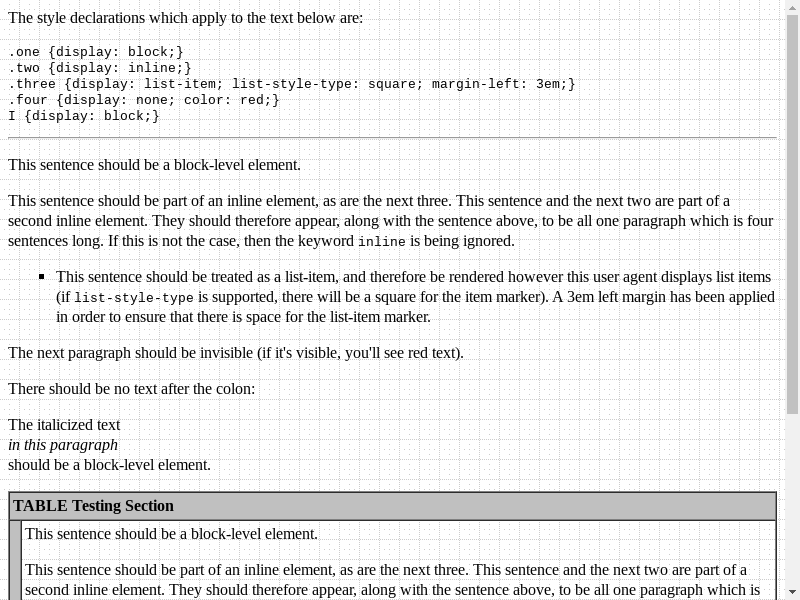 The style declarations which apply to the text below are:
.one {display: block;}
.two {display: inline;}
.three {display: list-item; list-style-type: square; margin-left: 3em;}
.four {display: none; color: red;}
I {display: block;}
This sentence should be a block-level element.
This sentence should be part of an inline element, as are the next three. This sentence and the next two are part of a
second inline element. They should therefore appear, along with the sentence above, to be all one paragraph which is four
sentences long. If this is not the case, then the keyword inline is being ignored.
This sentence should be treated as a list-item, and therefore be rendered however this user agent displays list items
(if list-style-type is supported, there will be a square for the item marker). A 3em left margin has been applied
in order to ensure that there is space for the list-item marker.
The next paragraph should be invisible (if it's visible, you'll see red text).
There should be no text after the colon:
The italicized text
in this paragraph
should be a block-level element.
TABLE Testing Section
This sentence should be a block-level element.
This sentence should be part of an inline element, as are the next three. This sentence and the next two are part of a
second inline element. They should therefore appear, along with the sentence above, to be all one paragraph which is